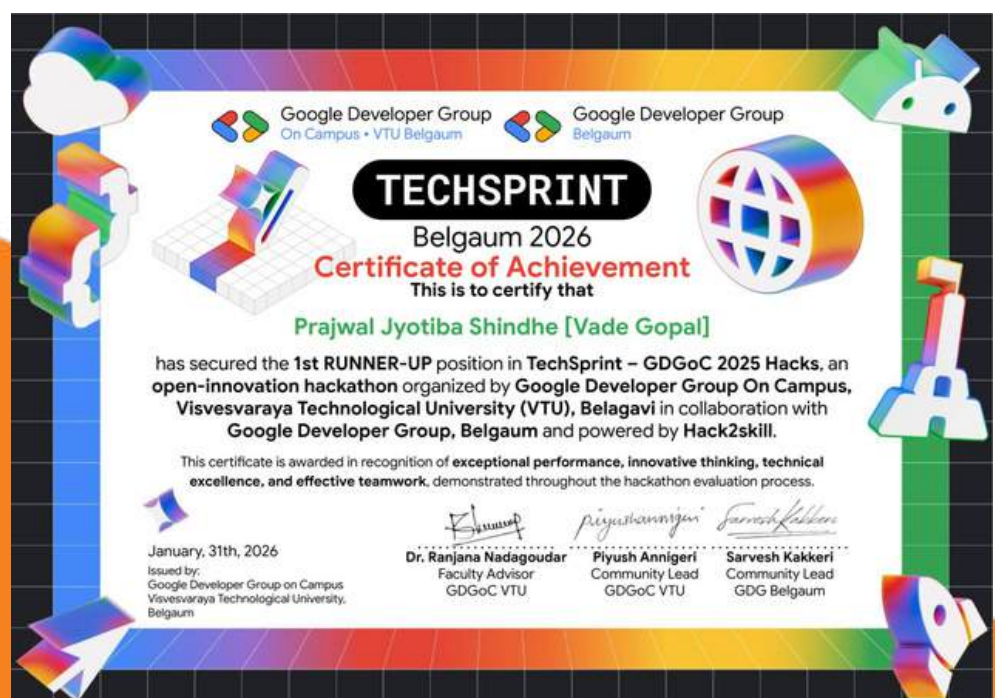 Google Developer Group
On Campus • VTU Belgaum
Google Developer Group
Belgaum
TECHSPRINT
Belgaum 2026
Certificate of Achievement
This is to certify that
Prajwal Jyotiba Shindhe [Vade Gopal]
has secured the 1st RUNNER-UP position in TechSprint – GDGoC 2025 Hacks, an
open-innovation hackathon organized by Google Developer Group On Campus,
Visvesvaraya Technological University (VTU), Belagavi in collaboration with
Google Developer Group, Belgaum and powered by Hack2skill.
This certificate is awarded in recognition of exceptional performance, innovative thinking, technical
excellence, and effective teamwork, demonstrated throughout the hackathon evaluation process.
January, 31th, 2026
Issued by:
Google Developer Group on Campus
Visvesvaraya Technological University,
Belgaum
piyushannigeri
Sarvesh Kakkeri
Dr. Ranjana Nadagoudar
Faculty Advisor
GDGoC VTU
Piyush Annigeri
Community Lead
GDGoC VTU
Sarvesh Kakkeri
Community Lead
GDG Belgaum